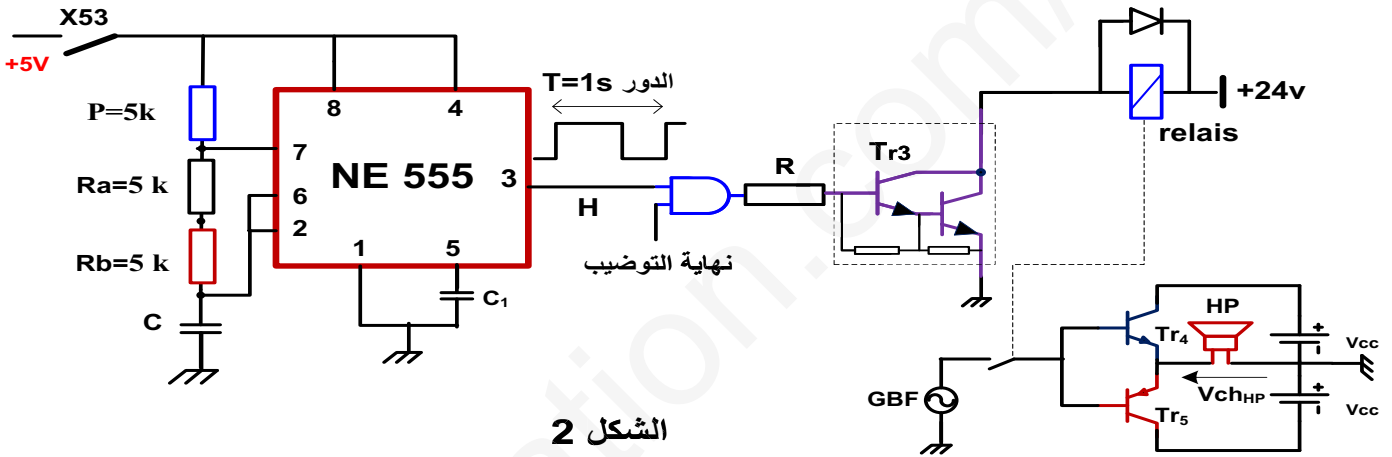 X53
+5V
P=5k
Ra=5 k
Rb=5 k
C
8
4
7
6
2
NE 555
3
1
5
C₁
T=1s الدور
H
نهاية التوضيب
R
Tr3
relais
+24v
GBF
Tr₄
Tr₅
HP
Vch_HP
+
-
Vcc
+
-
Vcc
الشكل 2